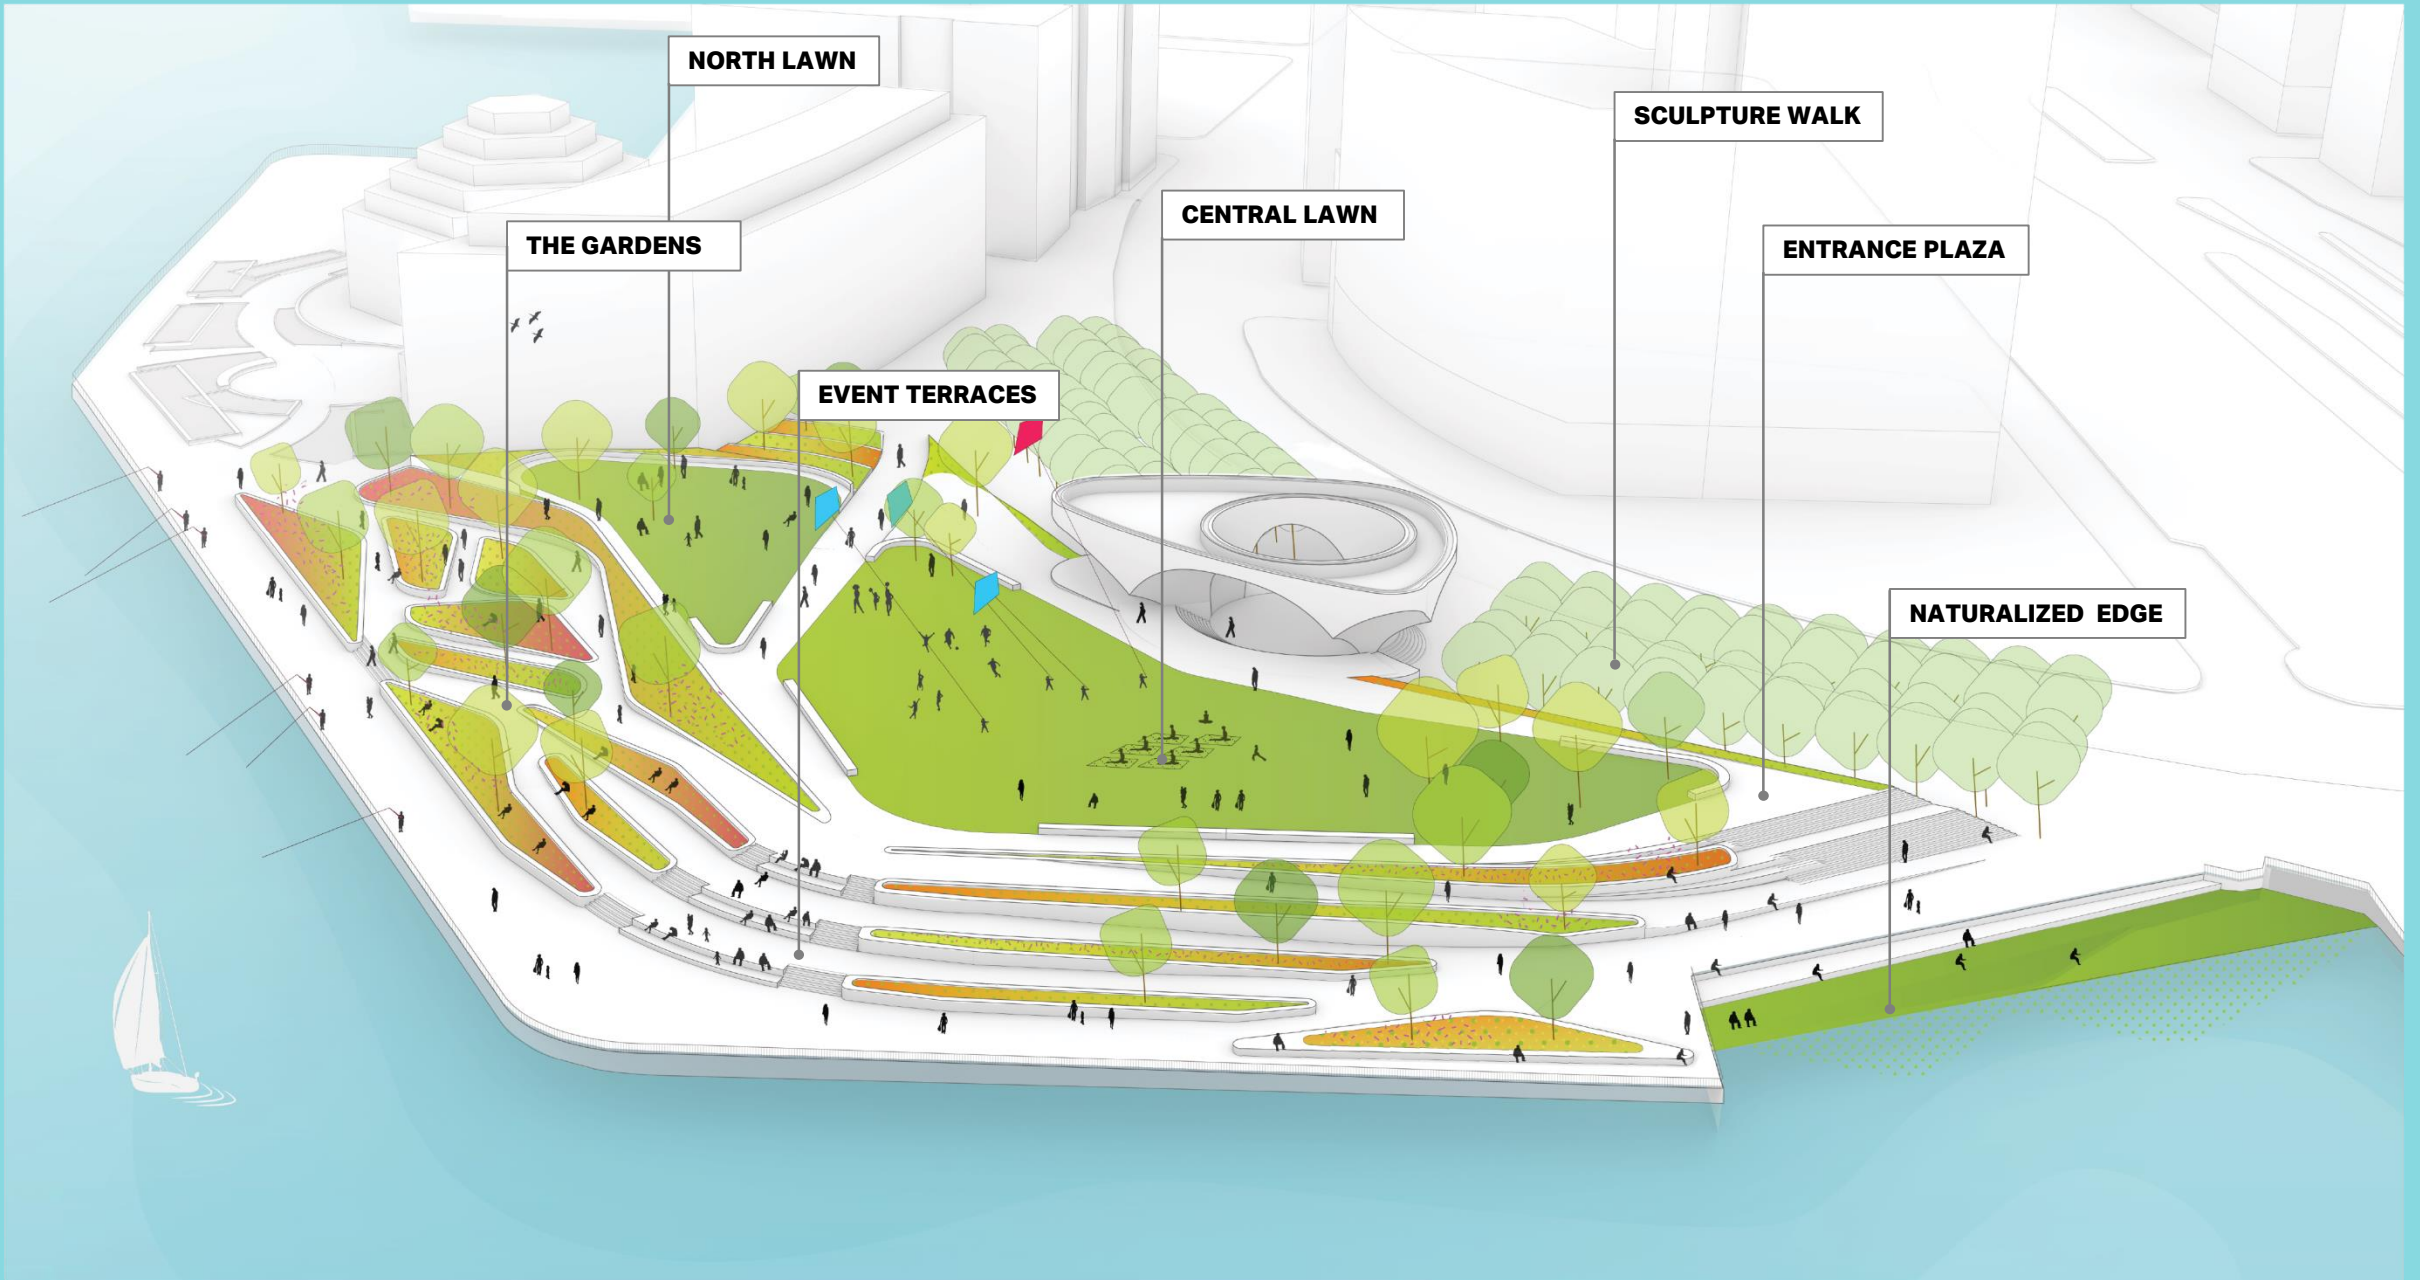 NORTH LAWN
SCULPTURE WALK
CENTRAL LAWN
THE GARDENS
ENTRANCE PLAZA
EVENT TERRACES
NATURALIZED EDGE